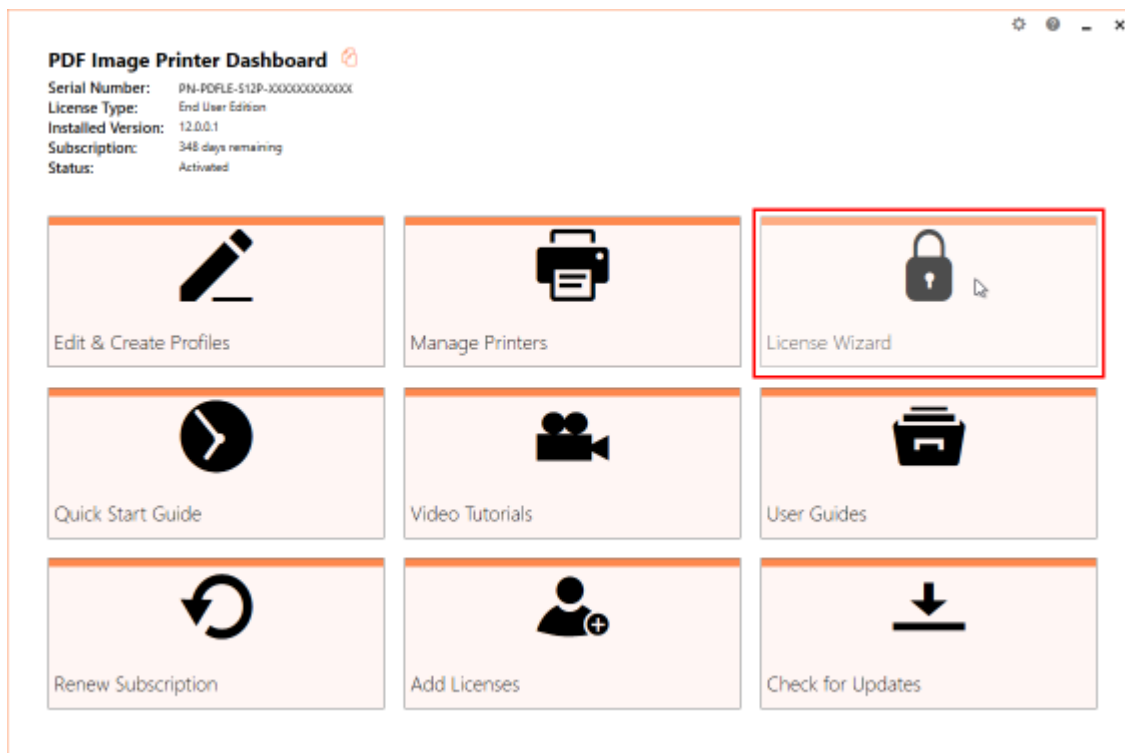 PDF Image Printer Dashboard
Serial Number: PN-PDFLE-S12P-XXXXXXXXXXXX
License Type: End User Edition
Installed Version: 12.0.0.1
Subscription: 348 days remaining
Status: Activated
Edit & Create Profiles
Manage Printers
License Wizard
Quick Start Guide
Video Tutorials
User Guides
Renew Subscription
Add Licenses
Check for Updates